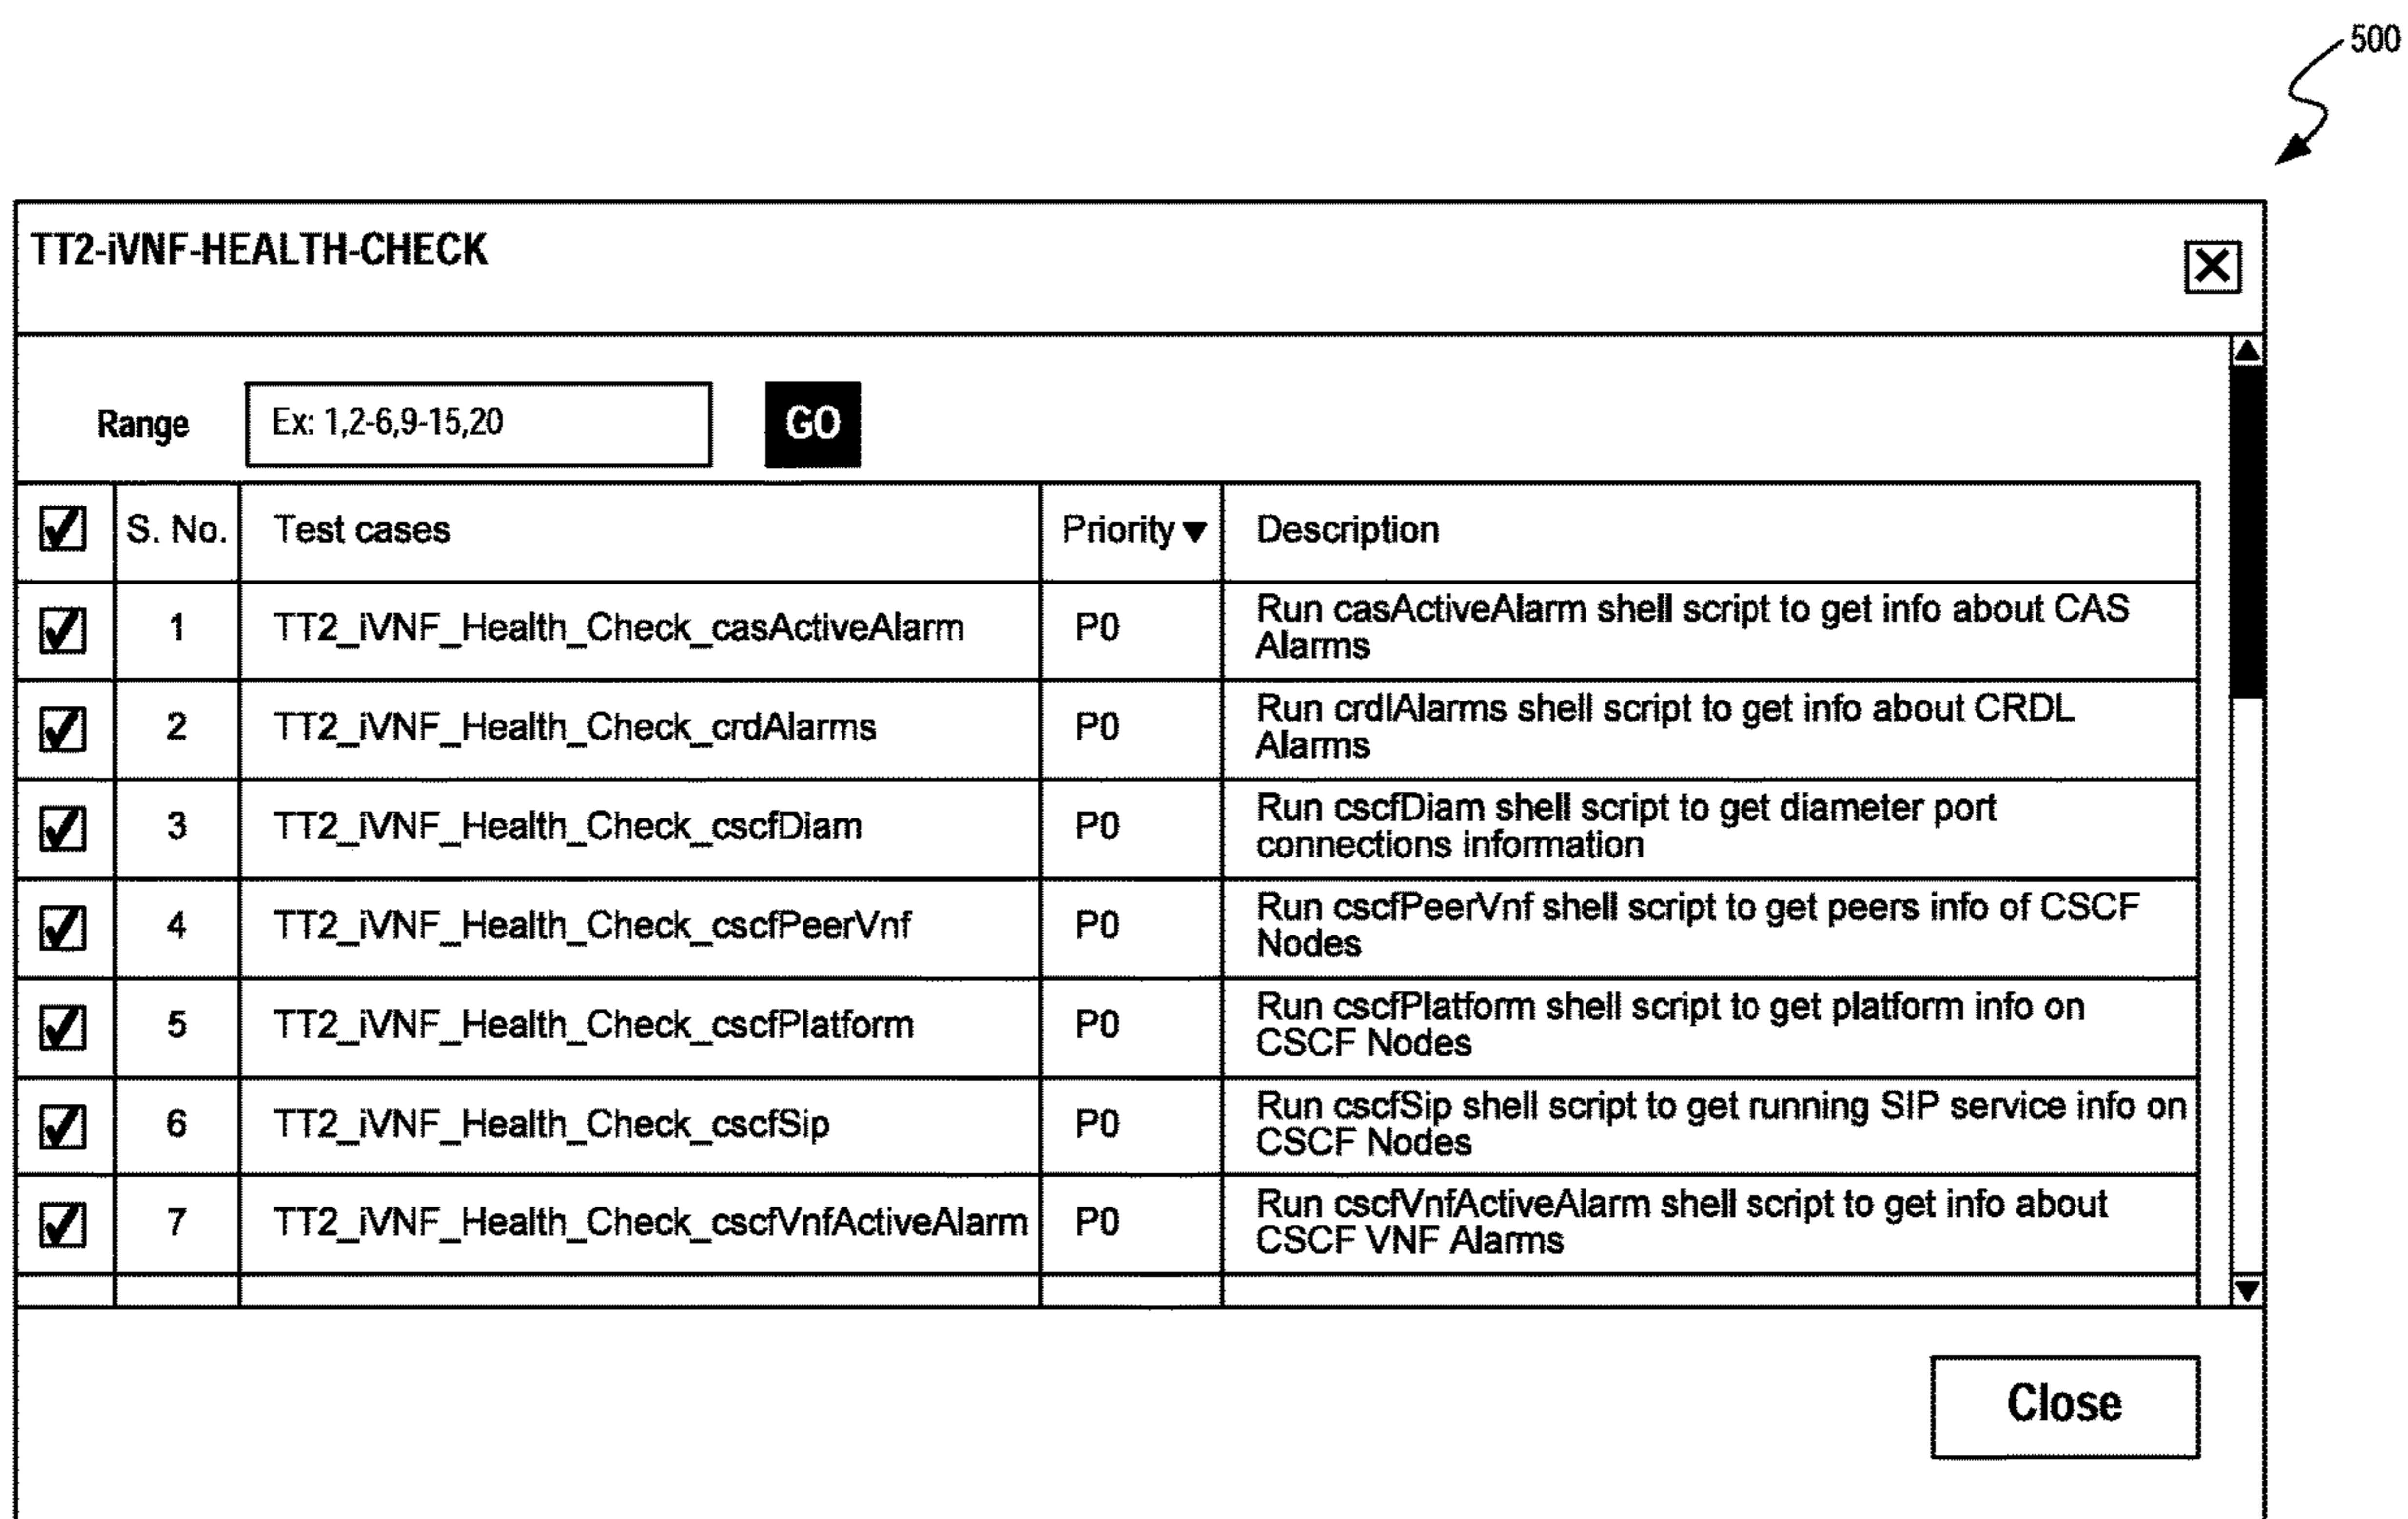 500
TT2-iVNF-HEALTH-CHECK
Range Ex: 1,2-6,9-15,20 GO
S. No. Test cases Priority Description
1 TT2_iVNF_Health_Check_casActiveAlarm P0 Run casActiveAlarm shell script to get info about CAS
Alarms
2 TT2_iVNF_Health_Check_crdAlarms P0 Run crdlAlarms shell script to get info about CRDL
Alarms
3 TT2_iVNF_Health_Check_cscfDiam P0 Run cscfDiam shell script to get diameter port
connections information
4 TT2_iVNF_Health_Check_cscfPeerVnf P0 Run cscfPeerVnf shell script to get peers info of CSCF
Nodes
5 TT2_iVNF_Health_Check_cscfPlatform P0 Run cscfPlatform shell script to get platform info on
CSCF Nodes
6 TT2_iVNF_Health_Check_cscfSip P0 Run cscfSip shell script to get running SIP service info on
CSCF Nodes
7 TT2_iVNF_Health_Check_cscfVnfActiveAlarm P0 Run cscfVnfActiveAlarm shell script to get info about
CSCF VNF Alarms
Close